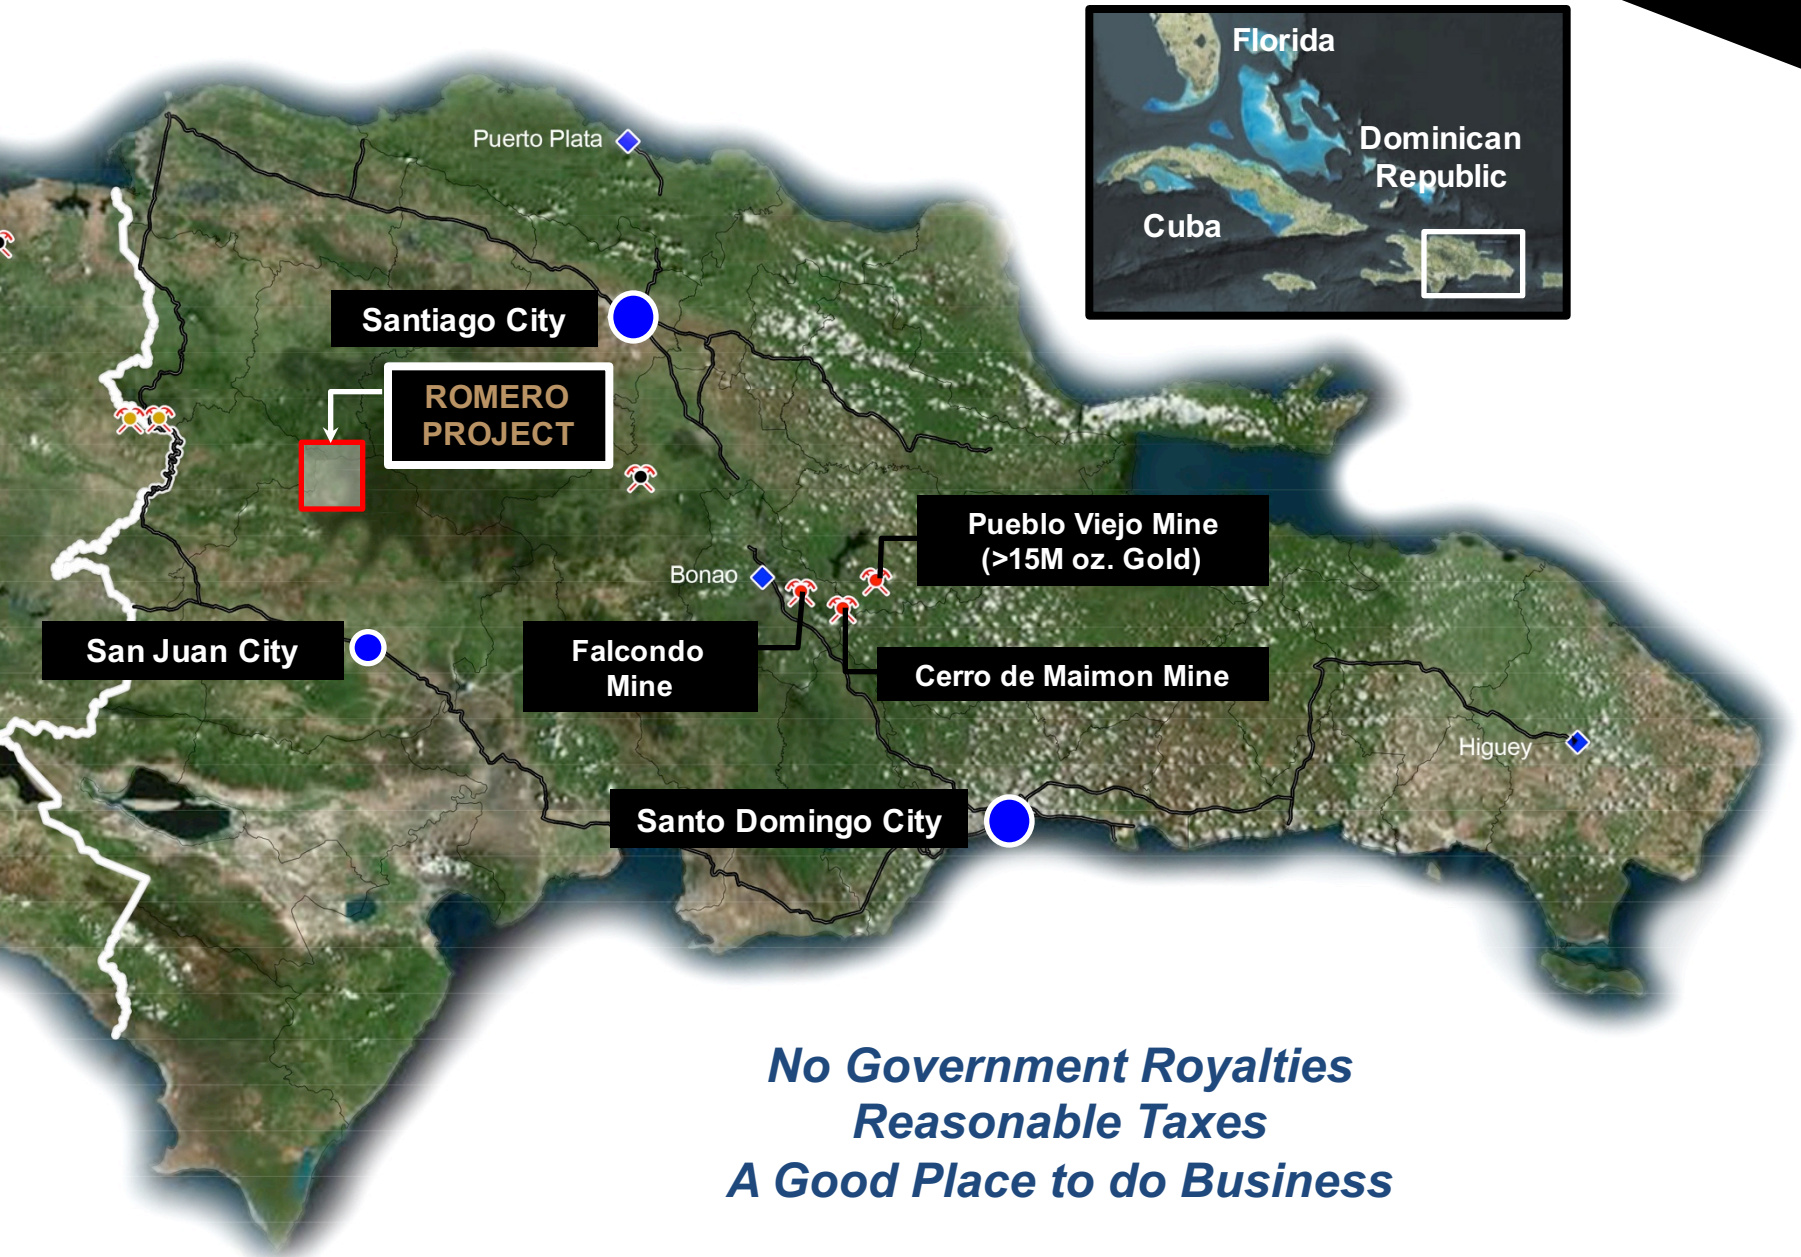 Florida
Dominican
Republic
Cuba
Puerto Plata
Santiago City
ROMERO
PROJECT
Pueblo Viejo Mine
(>15M oz. Gold)
Bonao
San Juan City
Falcondo
Mine
Cerro de Maimon Mine
Higuey
Santo Domingo City
No Government Royalties
Reasonable Taxes
A Good Place to do Business